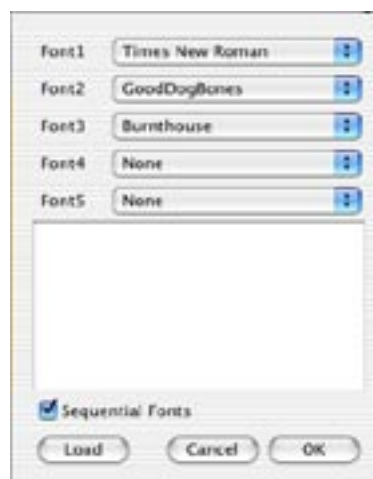 Font1 Times New Roman
Font2 GoodDogBones
Font3 Burnthouse
Font4 None
Font5 None
Sequential Fonts
Load Cancel OK